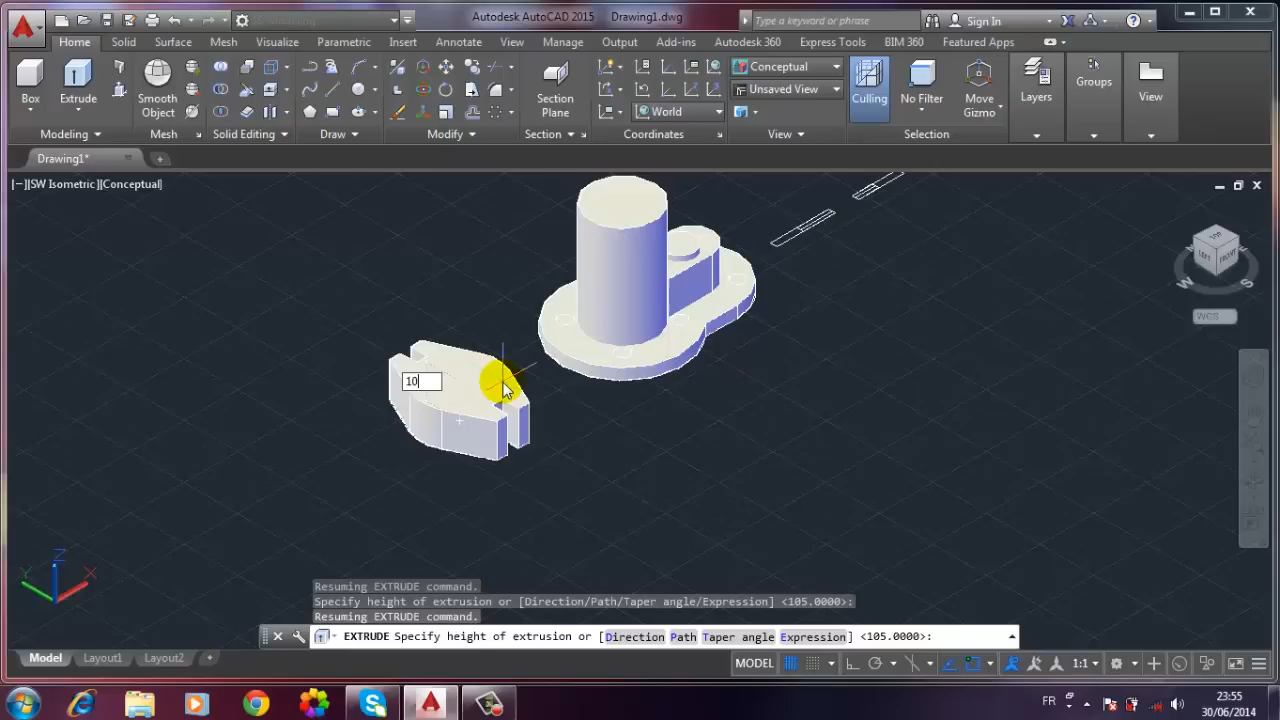 3D Modeling
Autodesk AutoCAD 2015 Drawing1.dwg
Type a keyword or phrase
Sign In
Home Solid Surface Mesh Visualize Parametric Insert Annotate View Manage Output Add-ins Autodesk 360 Express Tools BIM 360 Featured Apps
Box
Extrude
Smooth
Object
Section
Plane
World
Conceptual
Unsaved View
Culling
No Filter
Move
Gizmo
Layers
Groups
View
Modeling
Mesh
Solid Editing
Draw
Modify
Section
Coordinates
View
Selection
Drawing1*
[−][SW Isometric][Conceptual]
TOP
LEFT
FRONT
W
S
WCS
10
Z
Y
X
Resuming EXTRUDE command.
Specify height of extrusion or [Direction/Path/Taper angle/Expression] <105.0000>:
Resuming EXTRUDE command.
EXTRUDE Specify height of extrusion or [Direction Path Taper angle Expression] <105.0000>:
Model Layout1 Layout2
MODEL
1:1
FR
23:55
30/06/2014